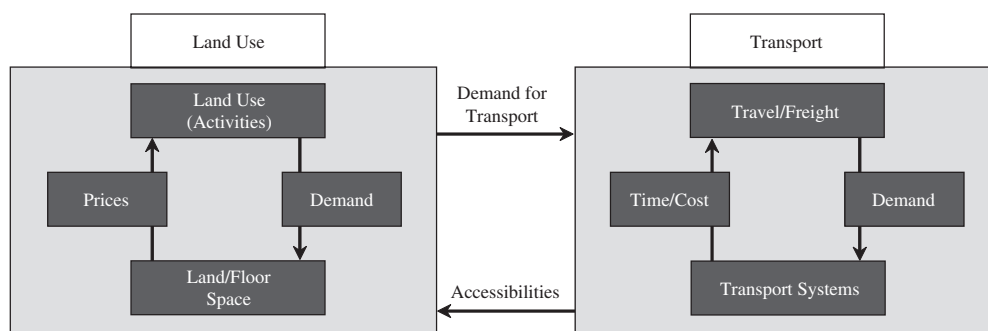 Land Use
Transport
Land Use
(Activities)
Prices
Demand
Land/Floor
Space
Demand for
Transport
Accessibilities
Travel/Freight
Time/Cost
Demand
Transport Systems